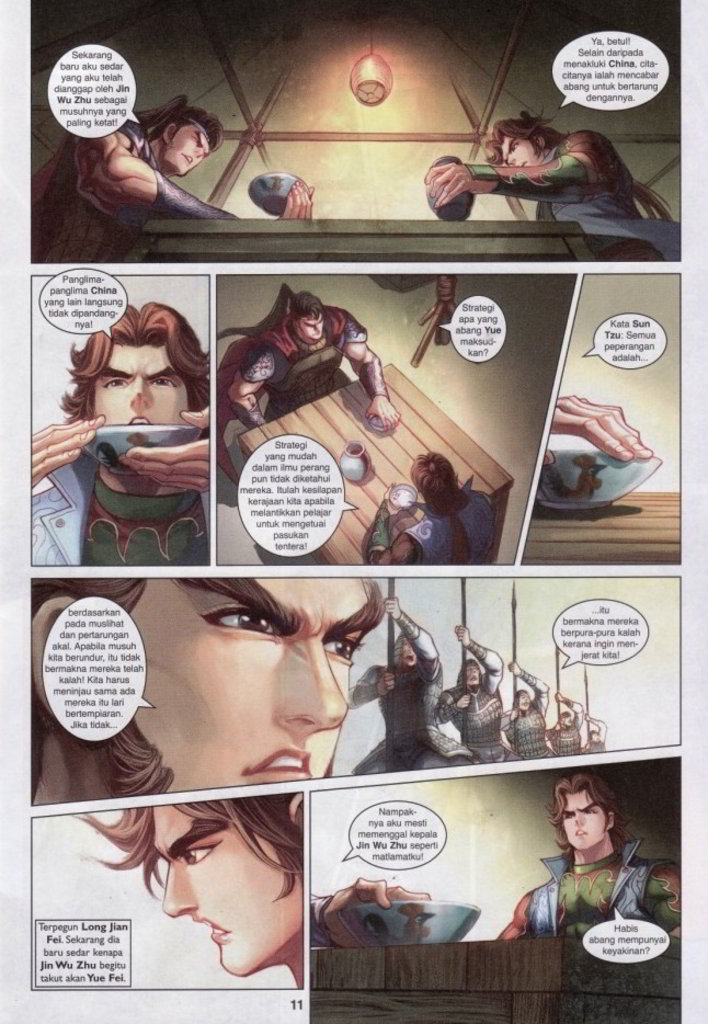 Sekarang
baru aku sedar
yang aku telah
dianggap oleh Jin
Wu Zhu sebagai
musuhnya yang
paling ketat!
Ya, betul!
Selain daripada
menakluki China, cita-
citanya ialah mencabar
abang untuk bertarung
dengannya.
Panglima-
panglima China
yang lain langsung
tidak dipandang-
nya!
Strategi
apa yang
abang Yue
maksud-
kan?
Strategi
yang mudah
dalam ilmu perang
pun tidak diketahui
mereka. Itulah kesilapan
kerajaan kita apabila
melantikkan pelajar
untuk mengetuai
pasukan
tentera!
Kata Sun
Tzu: Semua
peperangan
adalah...
berdasarkan
pada muslihat
dan pertarungan
akal. Apabila musuh
kita berundur, itu tidak
bermakna mereka telah
kalah! Kita harus
meninjau sama ada
mereka itu lari
bertempiaran.
Jika tidak...
...itu
bermakna mereka
berpura-pura kalah
kerana ingin men-
jerat kita!
Terpegun Long Jian
Fei. Sekarang dia
baru sedar kenapa
Jin Wu Zhu begitu
takut akan Yue Fei.
Nampak-
nya aku mesti
memenggal kepala
Jin Wu Zhu seperti
matlamatku!
Habis
abang mempunyai
keyakinan?
11